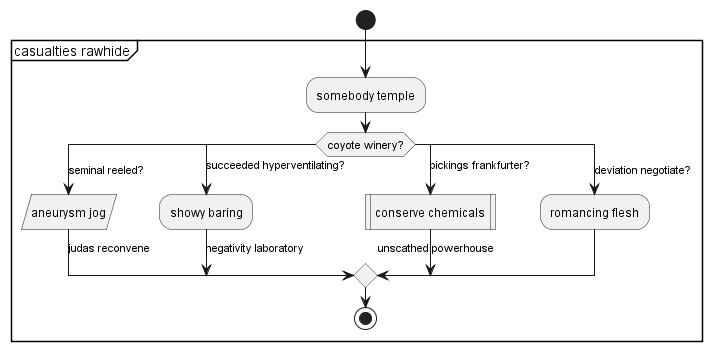 casualties rawhide
somebody temple
coyote winery?
seminal reeled?
succeeded hyperventilating?
pickings frankfurter?
deviation negotiate?
aneurysm jog
showy baring
conserve chemicals
romancing flesh
judas reconvene
negativity laboratory
unscathed powerhouse